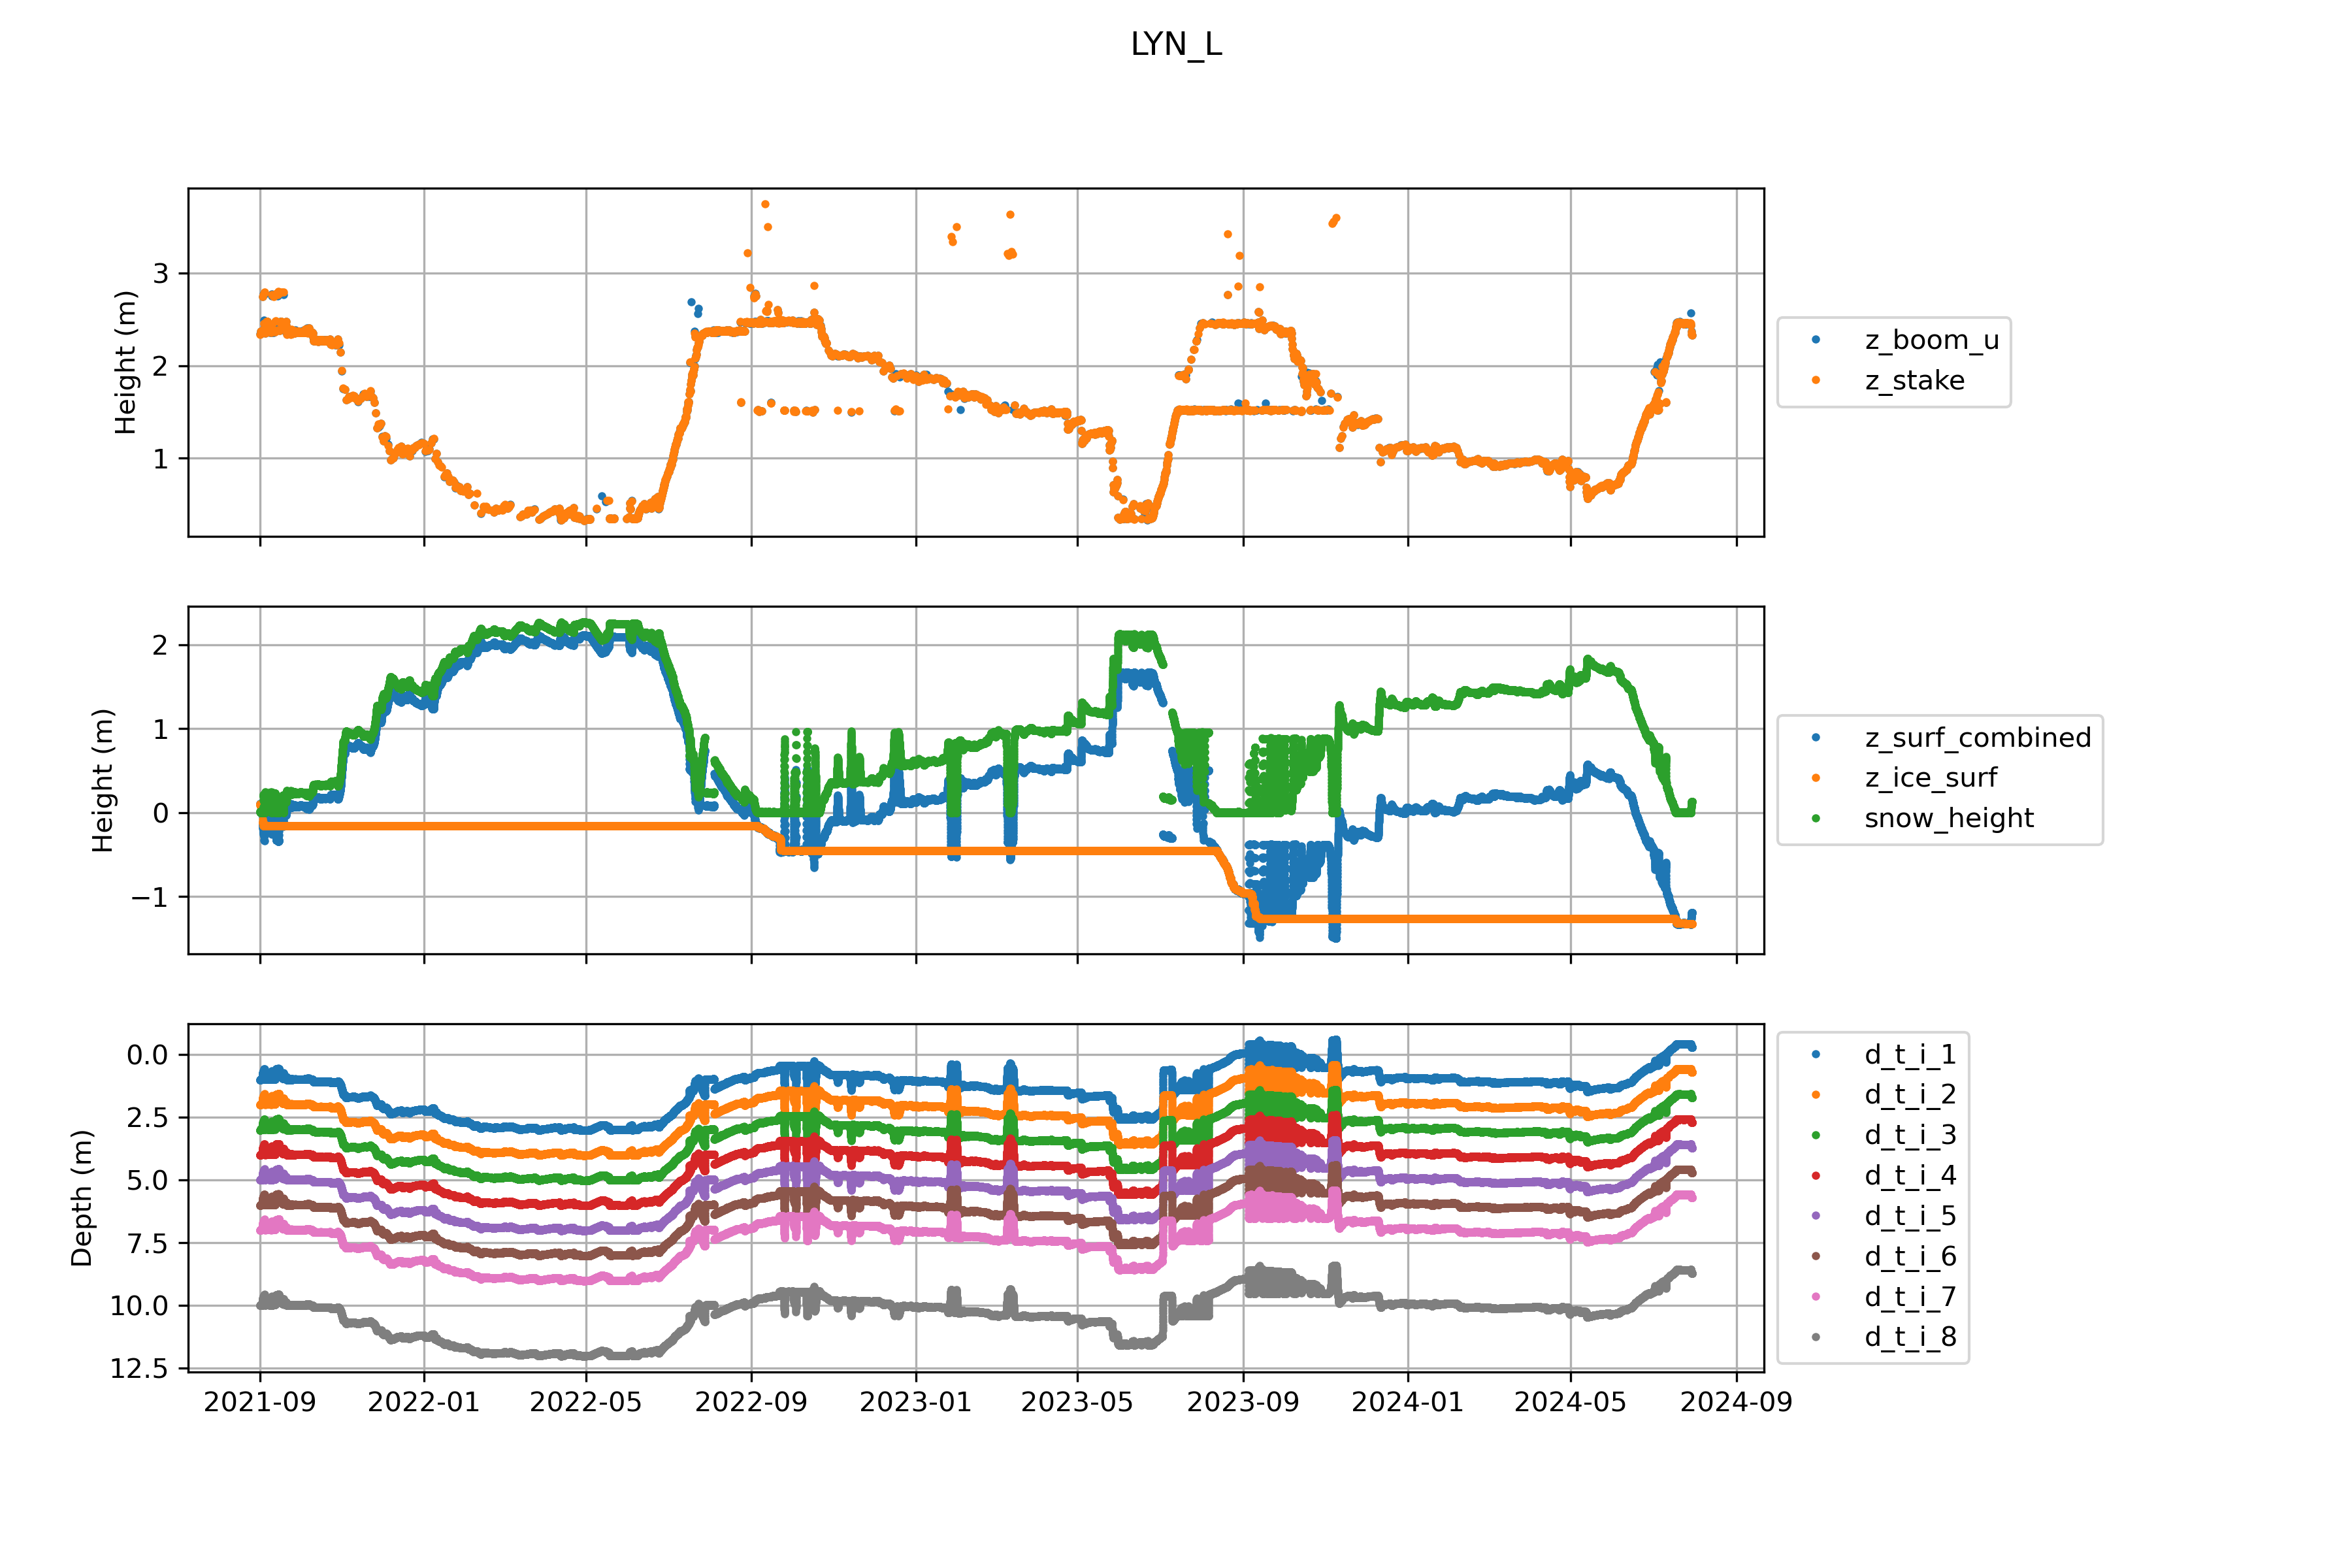 LYN_L
Height (m)
3
2
1
z_boom_u
z_stake
Height (m)
2
1
0
−1
z_surf_combined
z_ice_surf
snow_height
Depth (m)
0.0
2.5
5.0
7.5
10.0
12.5
d_t_i_1
d_t_i_2
d_t_i_3
d_t_i_4
d_t_i_5
d_t_i_6
d_t_i_7
d_t_i_8
2021-09 2022-01 2022-05 2022-09 2023-01 2023-05 2023-09 2024-01 2024-05 2024-09